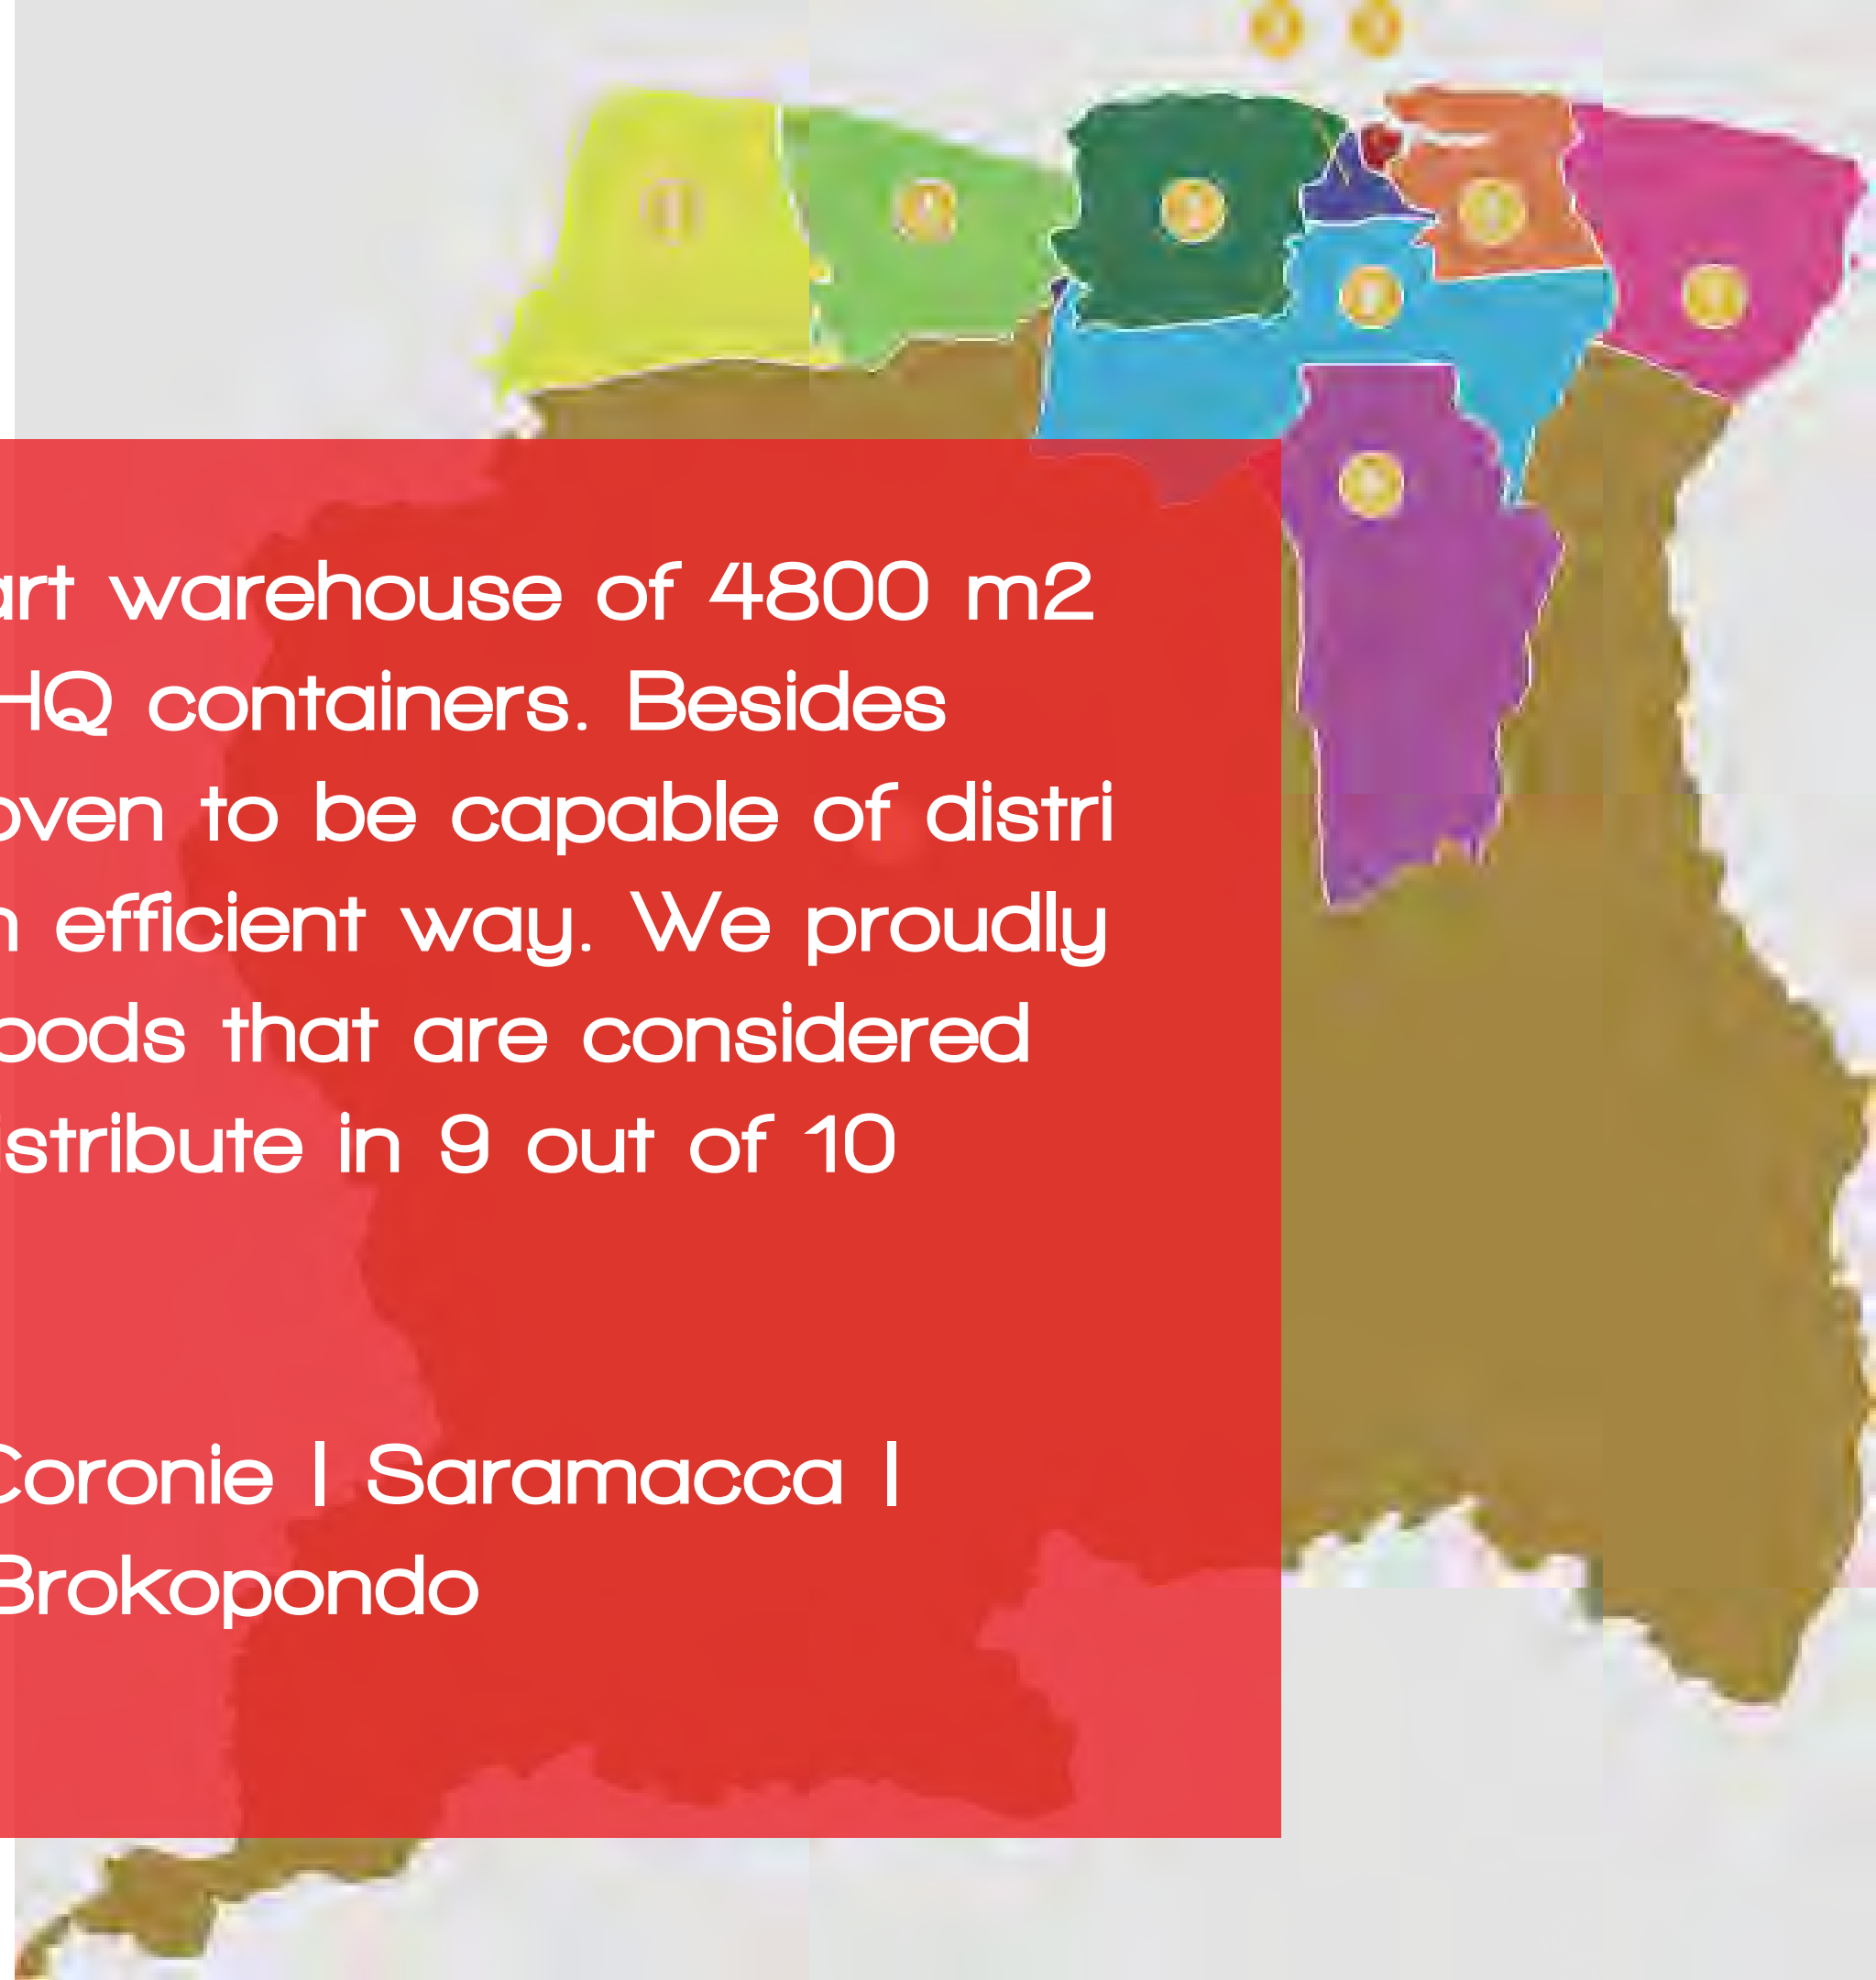 art warehouse of 4800 m2
HQ containers. Besides
oven to be capable of distri
n efficient way. We proudly
oods that are considered
istribute in 9 out of 10
Coronie | Saramacca |
Brokopondo